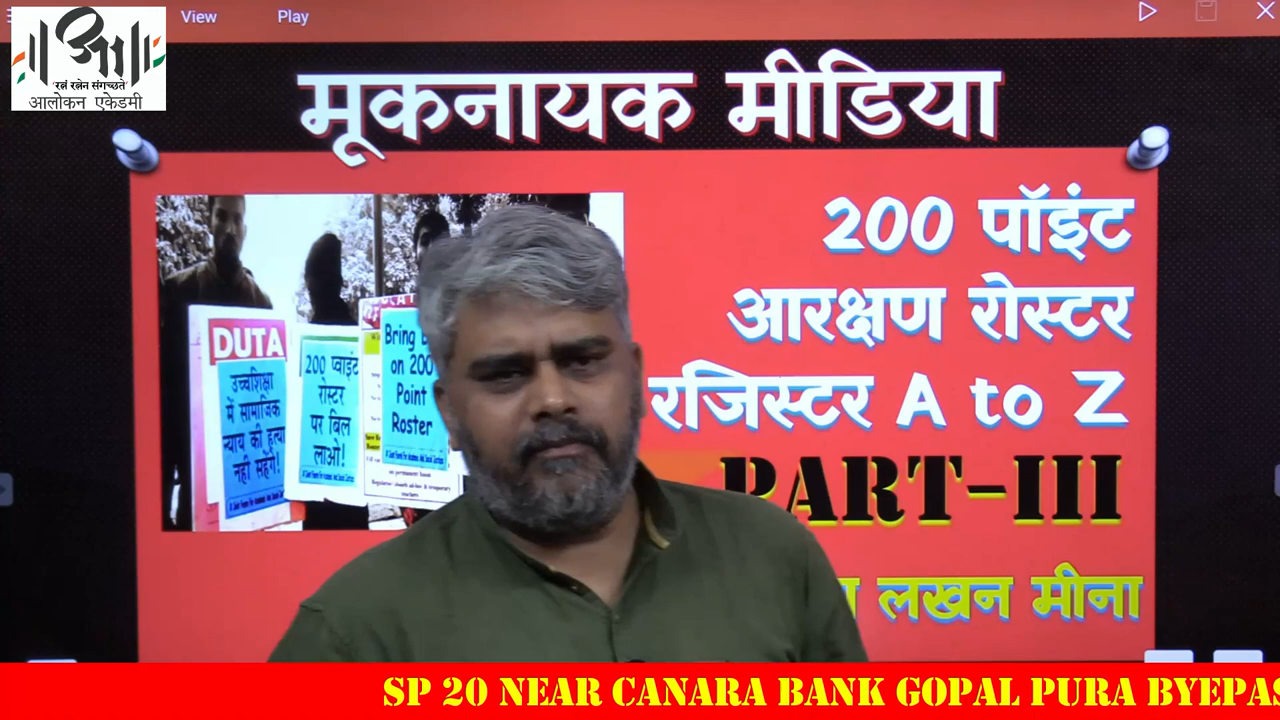 View Play
रत्नं रत्नेन संगच्छते
आलोकन एकेडमी
मूकनायक मीडिया
200 पॉइंट
आरक्षण रोस्टर
रजिस्टर A to Z
PART-III
लखन मीना
DUTA
उच्चशिक्षा
में सामाजिक
न्याय की हत्या
नहीं सहेंगे!
200 प्वाइंट
रोस्टर
पर बिल
लाओ!
Bring
on 200
Point
Roster
SP 20 NEAR CANARA BANK GOPAL PURA